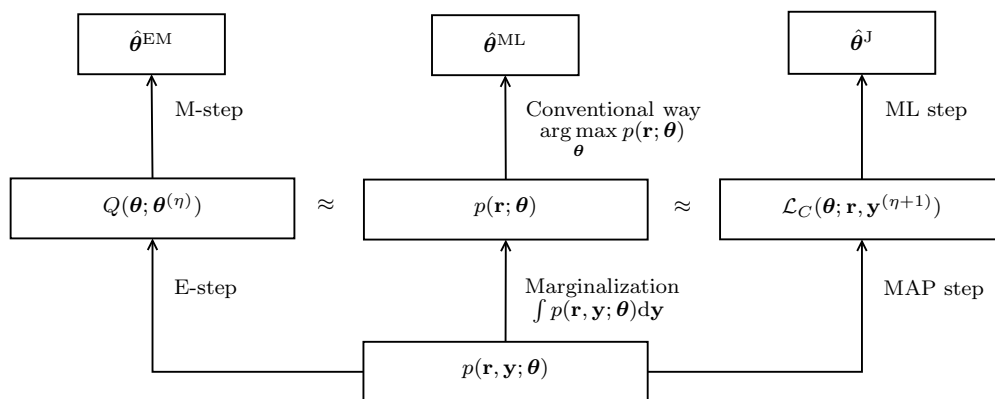 θ̂^EM
θ̂^ML
θ̂^J
M-step
Conventional way
arg max p(r; θ)
θ
ML step
Q(θ; θ^(η))
≈
p(r; θ)
≈
ℒ_C(θ; r, y^(η+1))
E-step
Marginalization
∫ p(r, y; θ)dy
MAP step
p(r, y; θ)